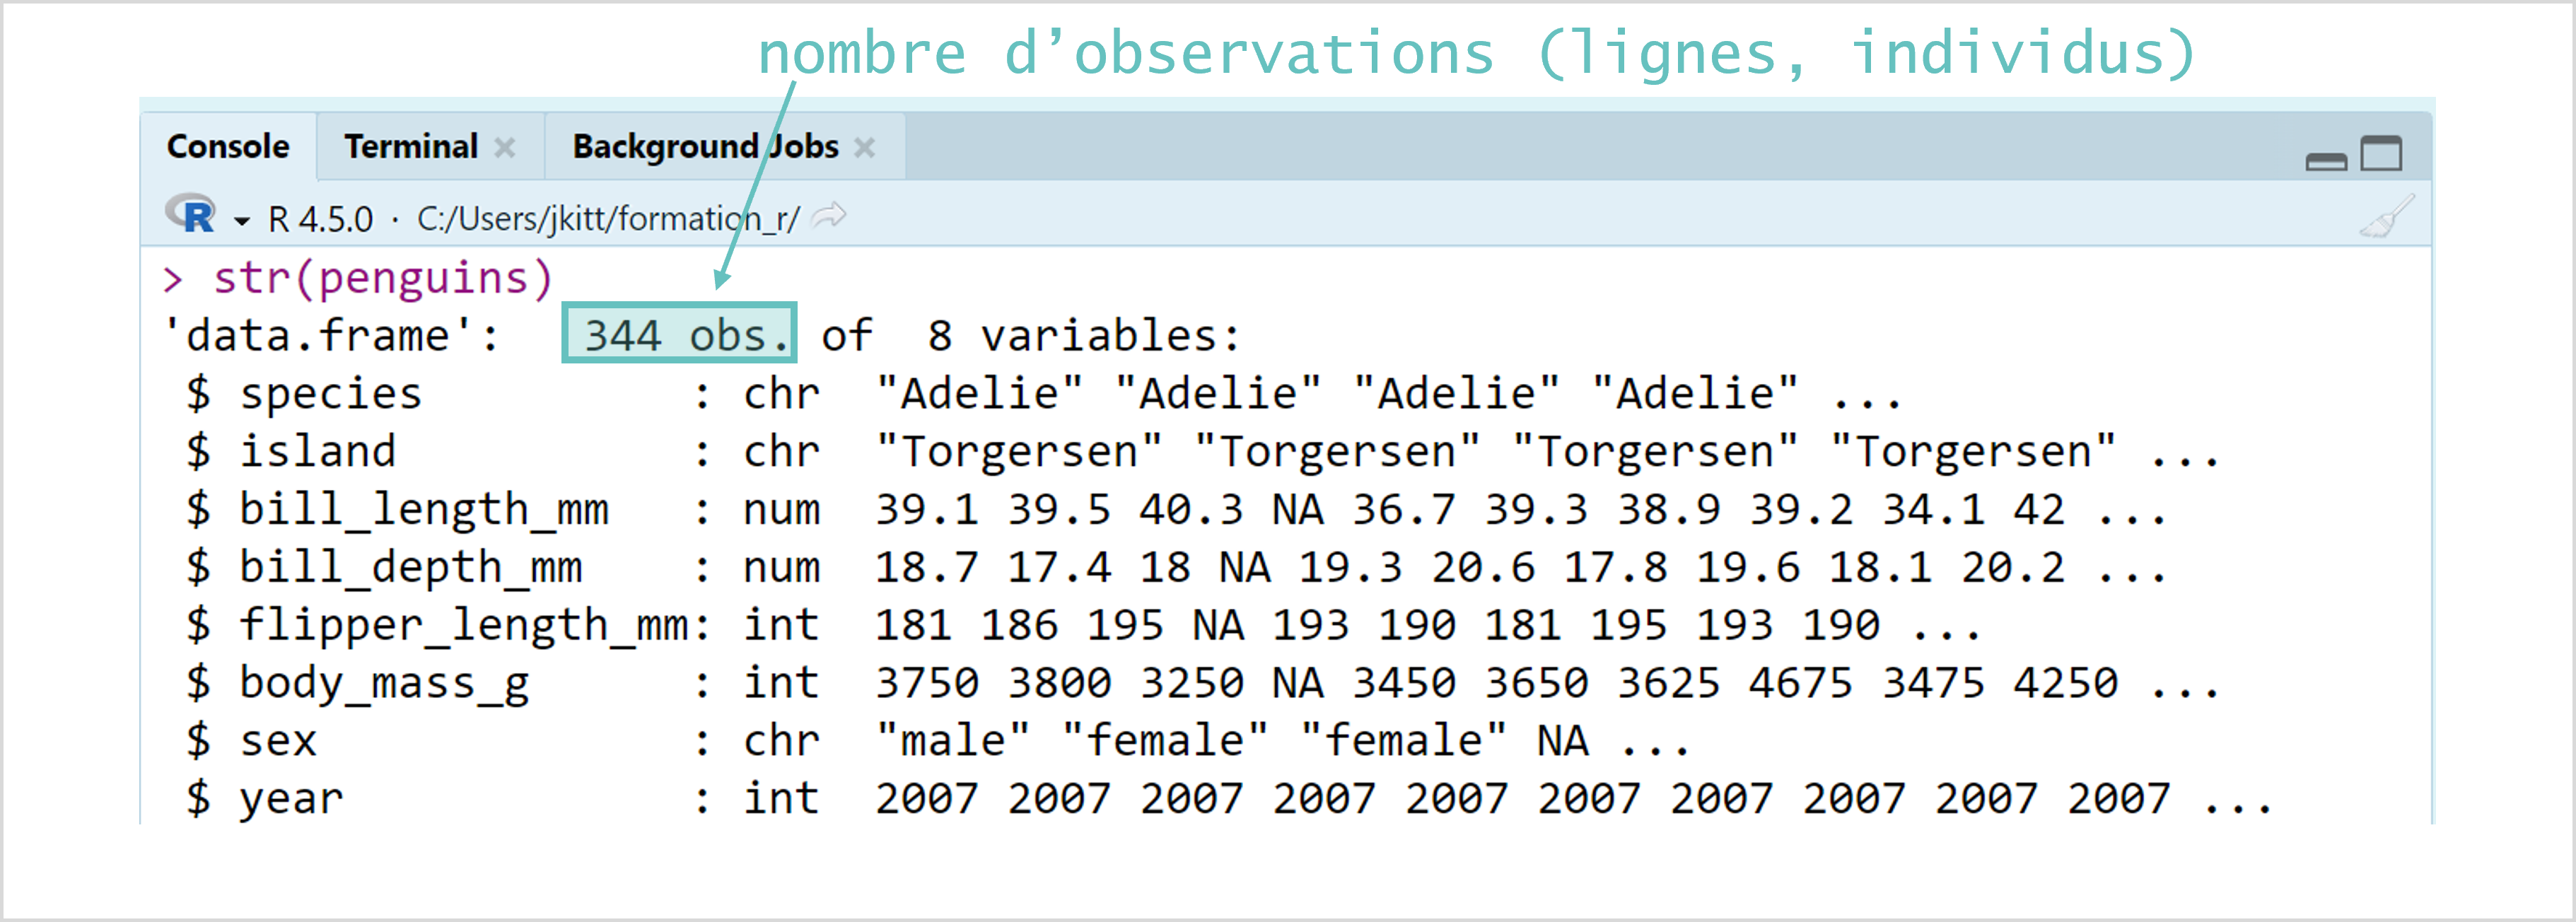 nombre d’observations (lignes, individus)
Console Terminal Background Jobs
R R 4.5.0 · C:/Users/jkitt/formation_r/
> str(penguins)
'data.frame': 344 obs. of 8 variables:
$ species : chr "Adelie" "Adelie" "Adelie" "Adelie" ...
$ island : chr "Torgersen" "Torgersen" "Torgersen" "Torgersen" ...
$ bill_length_mm : num 39.1 39.5 40.3 NA 36.7 39.3 38.9 39.2 34.1 42 ...
$ bill_depth_mm : num 18.7 17.4 18 NA 19.3 20.6 17.8 19.6 18.1 20.2 ...
$ flipper_length_mm: int 181 186 195 NA 193 190 181 195 193 190 ...
$ body_mass_g : int 3750 3800 3250 NA 3450 3650 3625 4675 3475 4250 ...
$ sex : chr "male" "female" "female" NA ...
$ year : int 2007 2007 2007 2007 2007 2007 2007 2007 2007 2007 ...